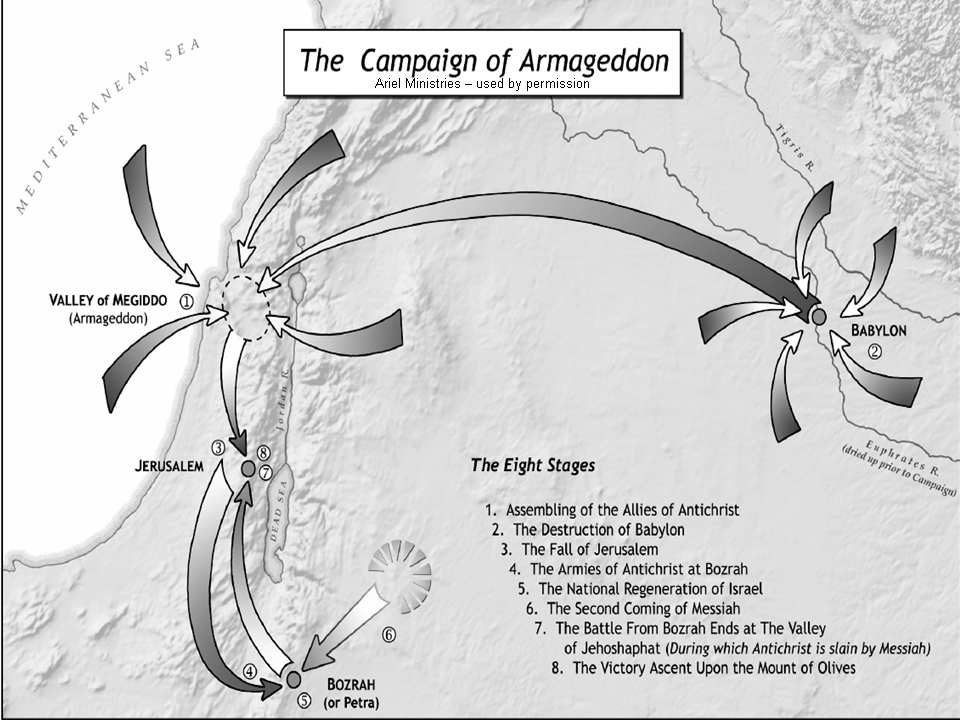 The Campaign of Armageddon
Ariel Ministries – used by permission
MEDITERRANEAN SEA
Tigris R.
VALLEY of MEGIDDO ①
(Armageddon)
BABYLON
②
Jordan R.
③ ⑧
JERUSALEM ⑦
Euphrates R.
(dried up prior to Campaign)
DEAD SEA
The Eight Stages
1. Assembling of the Allies of Antichrist
2. The Destruction of Babylon
3. The Fall of Jerusalem
4. The Armies of Antichrist at Bozrah
5. The National Regeneration of Israel
6. The Second Coming of Messiah
7. The Battle From Bozrah Ends at The Valley
of Jehoshaphat (During which Antichrist is slain by Messiah)
8. The Victory Ascent Upon the Mount of Olives
⑥
④
BOZRAH
⑤ (or Petra)